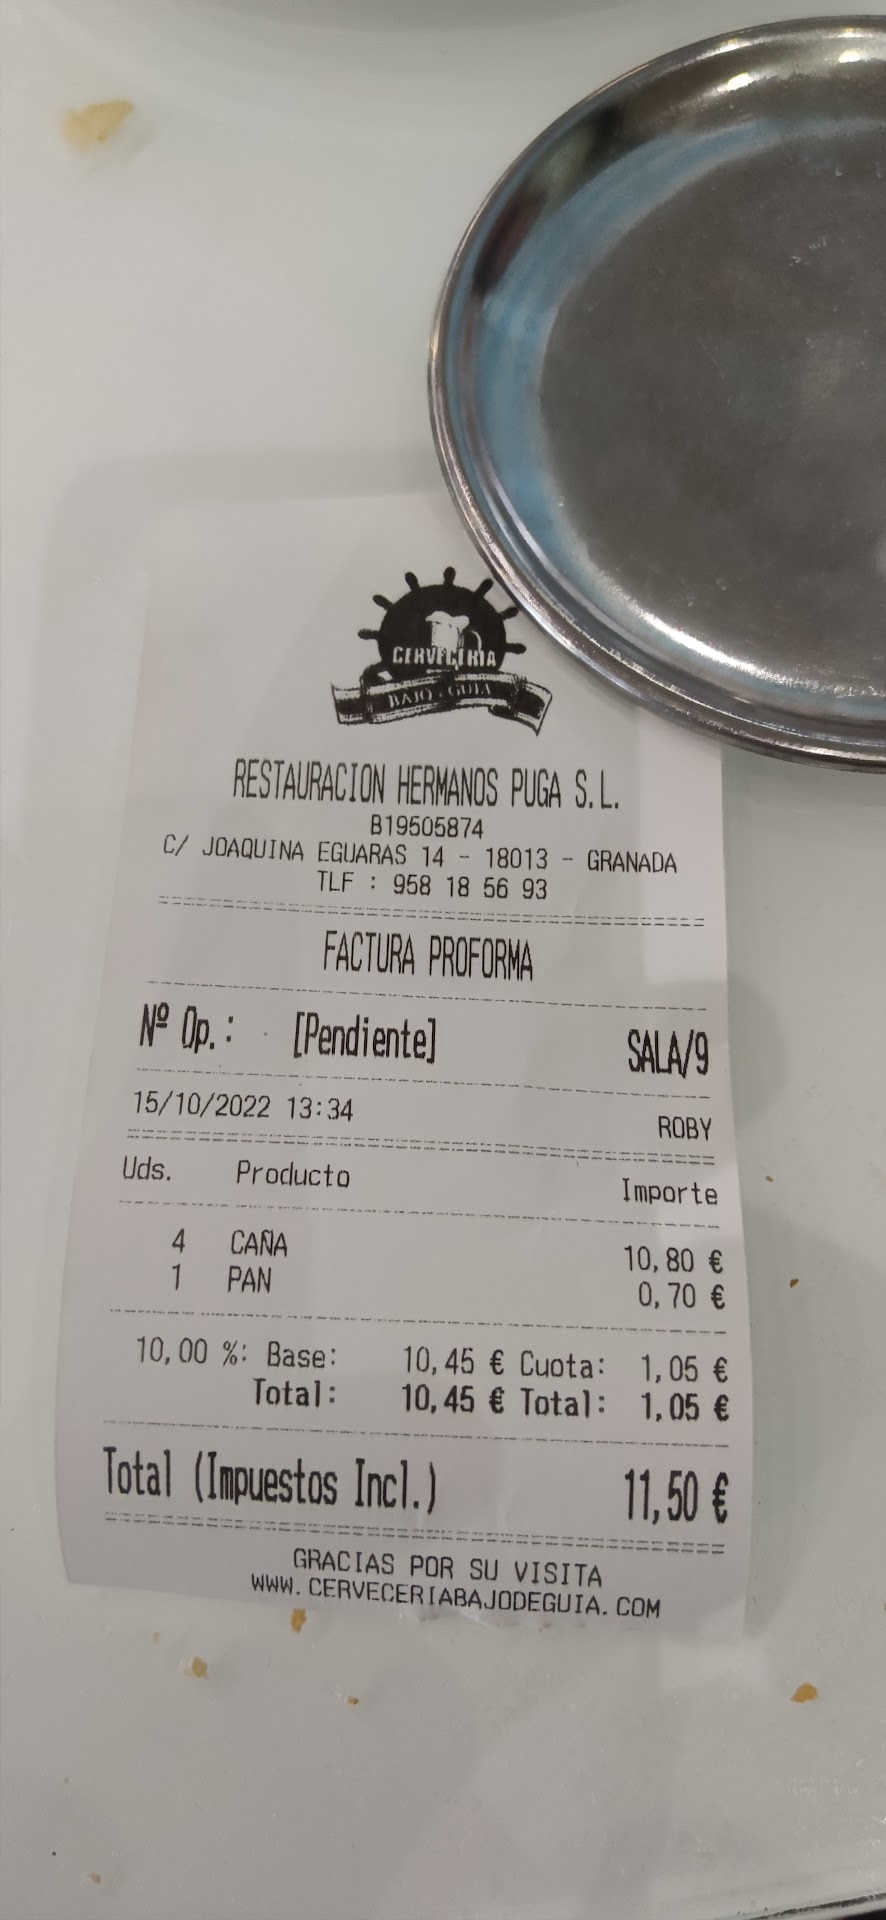 CERVECERIA
BAJO GUIA
RESTAURACION HERMANOS PUGA S.L.
B19505874
C/ JOAQUINA EGUARAS 14 - 18013 - GRANADA
TLF : 958 18 56 93
FACTURA PROFORMA
Nº Op.: [Pendiente] SALA/9
15/10/2022 13:34 ROBY
Uds. Producto Importe
4 CAÑA 10,80 €
1 PAN 0,70 €
10,00 %: Base: 10,45 € Cuota: 1,05 €
Total: 10,45 € Total: 1,05 €
Total (Impuestos Incl.) 11,50 €
GRACIAS POR SU VISITA
WWW.CERVECERIABAJODEGUIA.COM